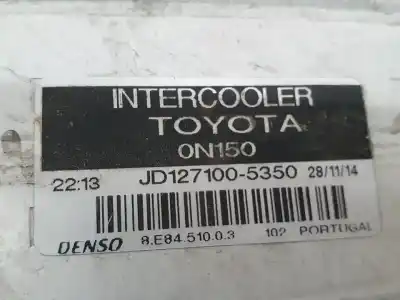 INTERCOOLER
TOYOTA
0N150
22:13 JD127100-5350 28/11/14
DENSO 8.E84.510.0.3 102 PORTUGAL